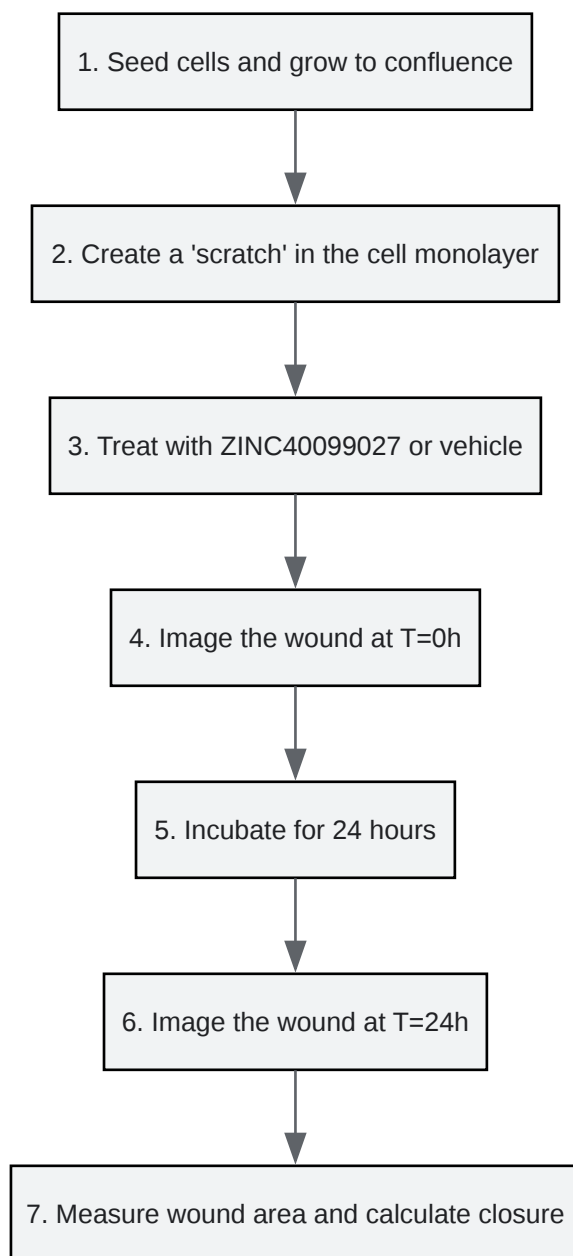 1. Seed cells and grow to confluence
2. Create a 'scratch' in the cell monolayer
3. Treat with ZINC40099027 or vehicle
4. Image the wound at T=0h
5. Incubate for 24 hours
6. Image the wound at T=24h
7. Measure wound area and calculate closure